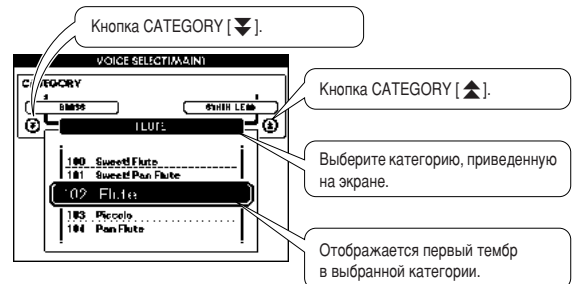 Кнопка CATEGORY [ ].
VOICE SELECT(MAIN)
CATEGORY
BRASS
SYNTH LEAD
FLUTE
Кнопка CATEGORY [ ].
100 Sweet!Flute
101 Sweet!Pan Flute
102 Flute
103 Piccolo
104 Pan Flute
Выберите категорию, приведенную
на экране.
Отображается первый тембр
в выбранной категории.